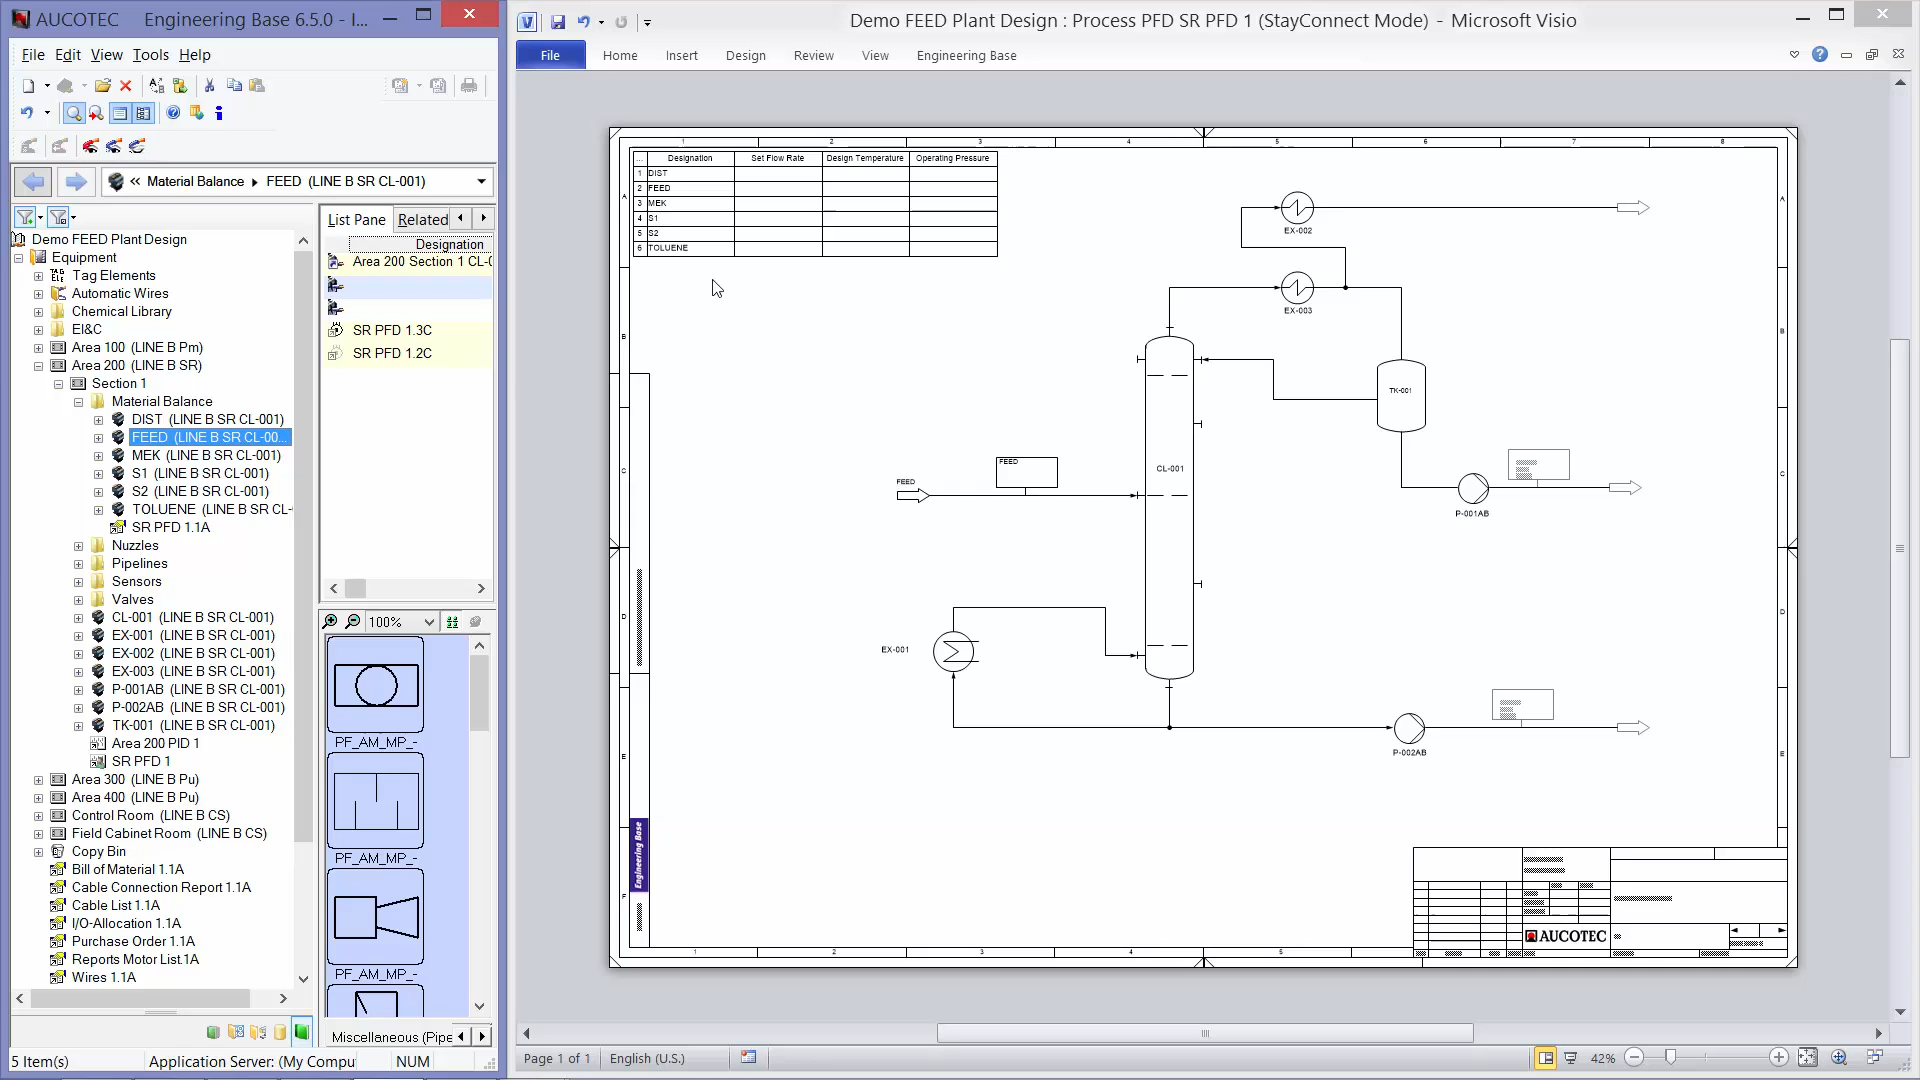 AUCOTEC Engineering Base 6.5.0 - I...
File Edit View Tools Help
« Material Balance ▸ FEED (LINE B SR CL-001)
Demo FEED Plant Design
Equipment
Tag Elements
Automatic Wires
Chemical Library
EI&C
Area 100 (LINE B Pm)
Area 200 (LINE B SR)
Section 1
Material Balance
DIST (LINE B SR CL-001)
FEED (LINE B SR CL-00...
MEK (LINE B SR CL-001)
S1 (LINE B SR CL-001)
S2 (LINE B SR CL-001)
TOLUENE (LINE B SR CL-
SR PFD 1.1A
Nuzzles
Pipelines
Sensors
Valves
CL-001 (LINE B SR CL-001)
EX-001 (LINE B SR CL-001)
EX-002 (LINE B SR CL-001)
EX-003 (LINE B SR CL-001)
P-001AB (LINE B SR CL-001)
P-002AB (LINE B SR CL-001)
TK-001 (LINE B SR CL-001)
Area 200 PID 1
SR PFD 1
Area 300 (LINE B Pu)
Area 400 (LINE B Pu)
Control Room (LINE B CS)
Field Cabinet Room (LINE B CS)
Copy Bin
Bill of Material 1.1A
Cable Connection Report 1.1A
Cable List 1.1A
I/O-Allocation 1.1A
Purchase Order 1.1A
Reports Motor List.1A
Wires 1.1A
5 Item(s) Application Server: (My Compu NUM
List Pane Related
Designation
Area 200 Section 1 CL-0
SR PFD 1.3C
SR PFD 1.2C
100%
PF_AM_MP_-
PF_AM_MP_-
PF_AM_MP_-
Miscellaneous (Pipe
Demo FEED Plant Design : Process PFD SR PFD 1 (StayConnect Mode) - Microsoft Visio
File Home Insert Design Review View Engineering Base
1 2 3 4 5 6 7 8
... Designation Set Flow Rate Design Temperature Operating Pressure
1 DIST
2 FEED
3 MEK
4 S1
5 S2
6 TOLUENE
A A
EX-002
EX-003
B B
TK-001
CL-001
C C
FEED
FEED
P-001AB
D D
EX-001
P-002AB
E E
Engineering Base
F
AUCOTEC
1 2 3 4 5
Page 1 of 1 English (U.S.) 42%